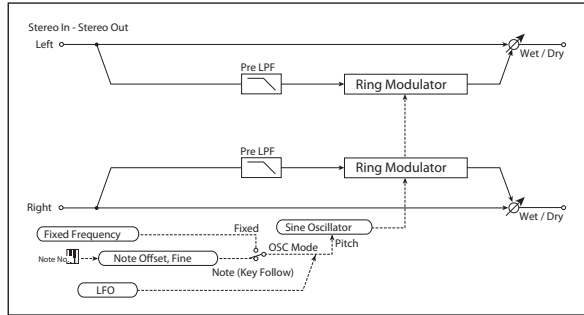 Stereo In - Stereo Out
Left
Wet / Dry
Pre LPF
Ring Modulator
Pre LPF
Ring Modulator
Right
Wet / Dry
Fixed Frequency
Fixed
Sine Oscillator
OSC Mode
Pitch
Note No.
Note Offset, Fine
Note (Key Follow)
LFO